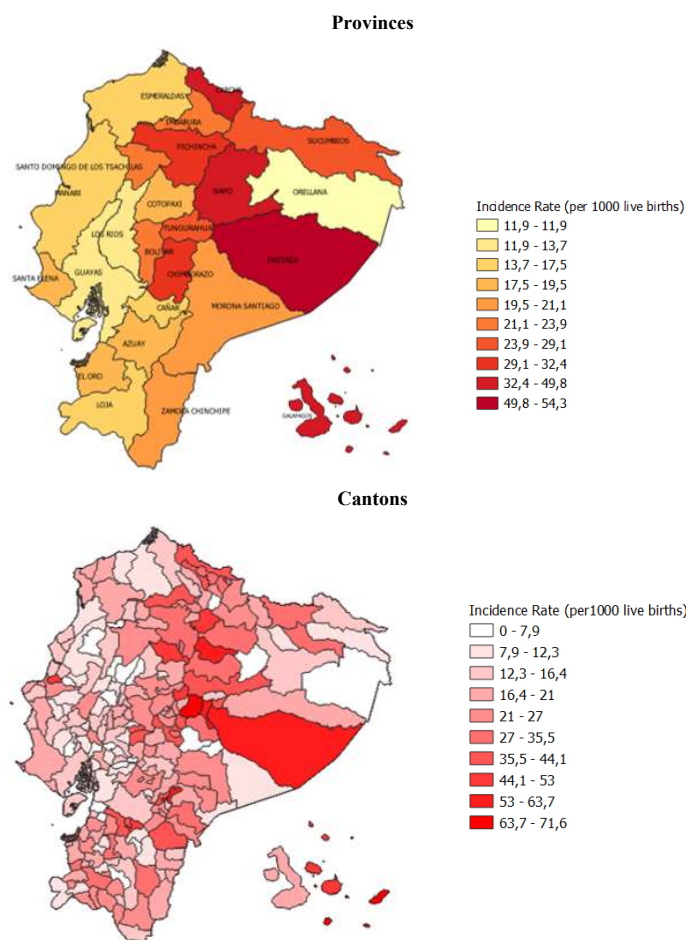 Provinces
CARCHI
ESMERALDAS
IMBABURA
SUCUMBIOS
PICHINCHA
SANTO DOMINGO DE LOS TSACHILAS
NAPO
ORELLANA
MANABI
COTOPAXI
LOS RIOS
TUNGURAHUA
BOLIVAR
PASTAZA
GUAYAS
CHIMBORAZO
SANTA ELENA
MORONA SANTIAGO
CAÑAR
AZUAY
EL ORO
LOJA
ZAMORA CHINCHIPE
GALAPAGOS
Incidence Rate (per 1000 live births)
11,9 - 11,9
11,9 - 13,7
13,7 - 17,5
17,5 - 19,5
19,5 - 21,1
21,1 - 23,9
23,9 - 29,1
29,1 - 32,4
32,4 - 49,8
49,8 - 54,3
Cantons
Incidence Rate (per1000 live births)
0 - 7,9
7,9 - 12,3
12,3 - 16,4
16,4 - 21
21 - 27
27 - 35,5
35,5 - 44,1
44,1 - 53
53 - 63,7
63,7 - 71,6